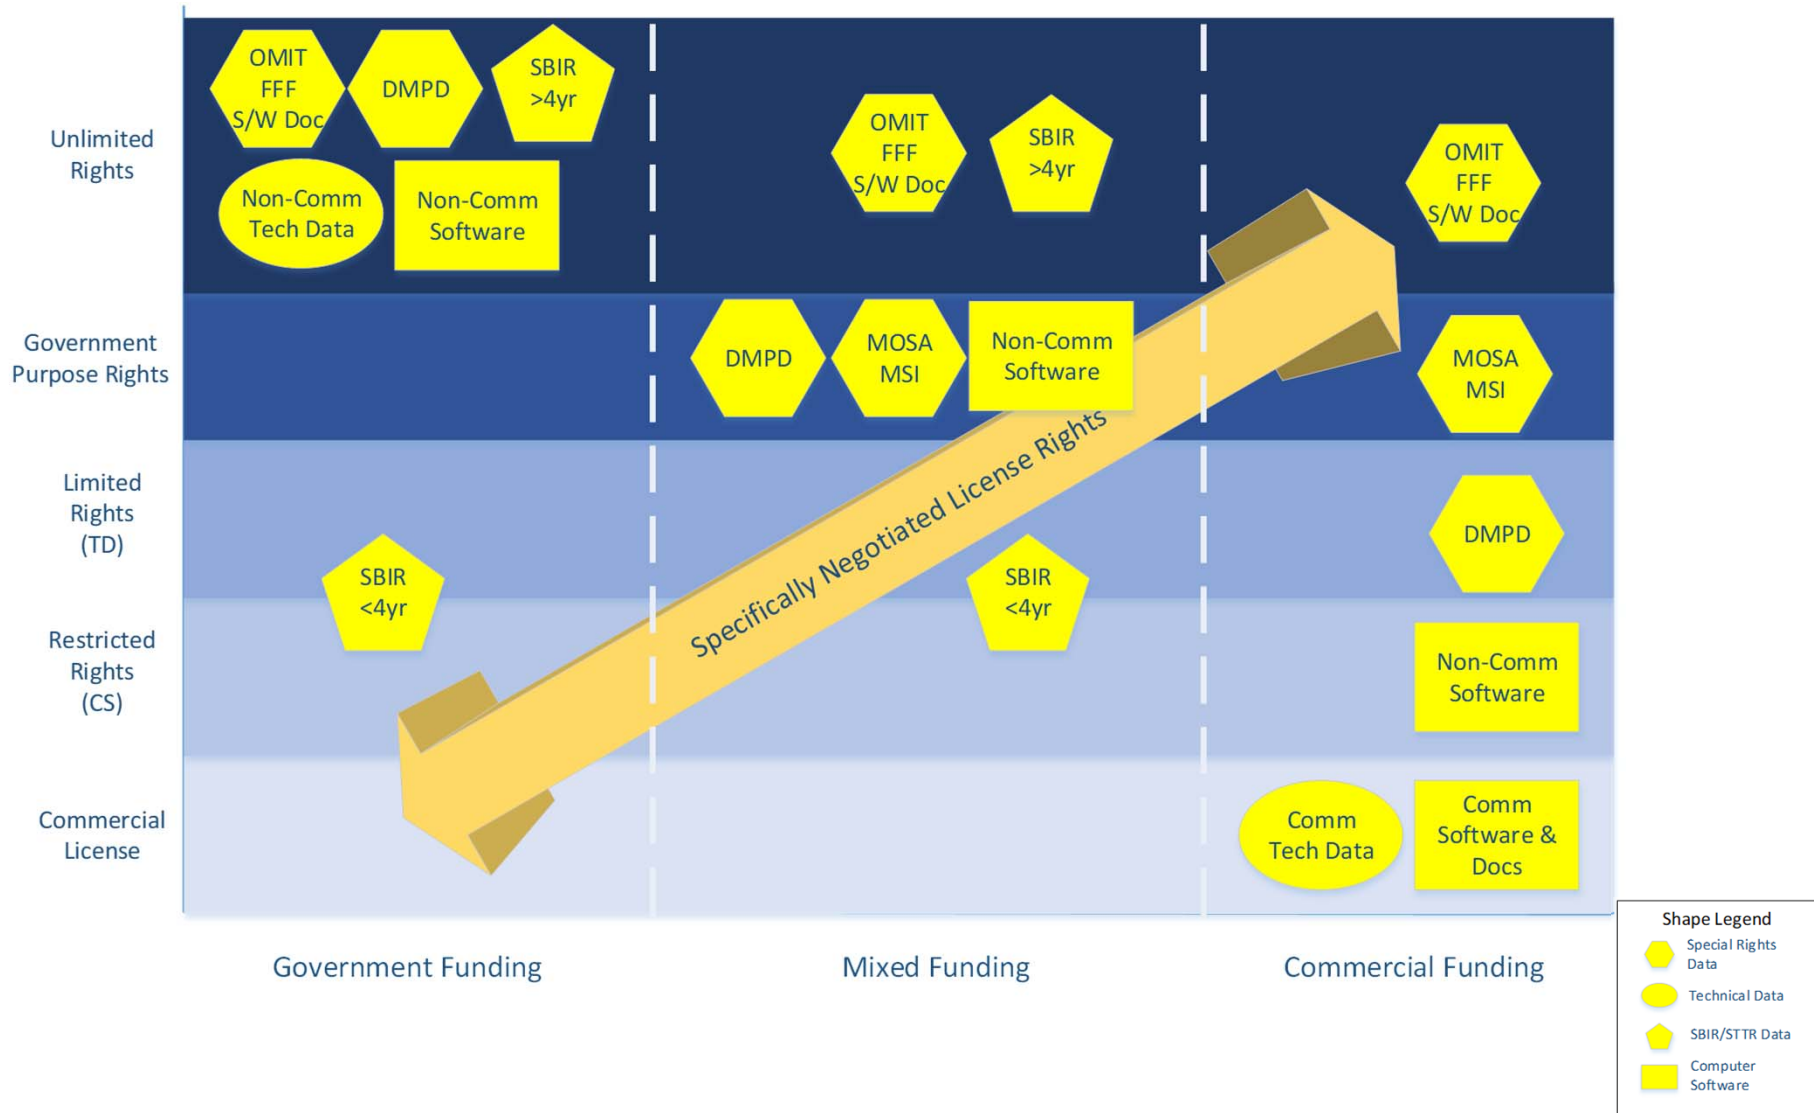 Unlimited
Rights
OMIT
FFF
S/W Doc
DMPD
SBIR
>4yr
Non-Comm
Tech Data
Non-Comm
Software
OMIT
FFF
S/W Doc
SBIR
>4yr
OMIT
FFF
S/W Doc
Government
Purpose Rights
DMPD
MOSA
MSI
Non-Comm
Software
MOSA
MSI
Specifically Negotiated License Rights
Limited
Rights
(TD)
SBIR
<4yr
SBIR
<4yr
DMPD
Restricted
Rights
(CS)
Non-Comm
Software
Commercial
License
Comm
Tech Data
Comm
Software &
Docs
Government Funding
Mixed Funding
Commercial Funding
Shape Legend
Special Rights
Data
Technical Data
SBIR/STTR Data
Computer
Software